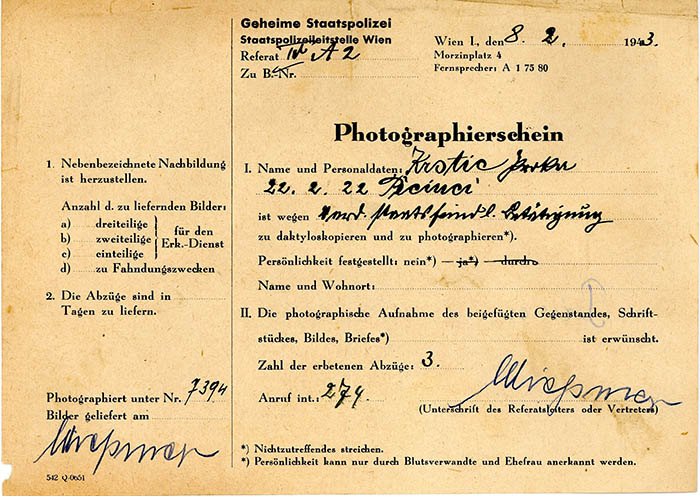 Geheime Staatspolizei
Staatspolizeileitstelle Wien
Referat IV A 2
Zu B.-Nr.
Wien I., den 8. 2. 1943.
Morzinplatz 4
Fernsprecher: A 1 75 80
Photographierschein
1. Nebenbezeichnete Nachbildung
ist herzustellen.
Anzahl d. zu liefernden Bilder:
a) dreiteilige
b) zweiteilige
c) einteilige
für den
Erk.-Dienst
d) zu Fahndungszwecken
2. Die Abzüge sind in
Tagen zu liefern.
Photographiert unter Nr. 7394
Bilder geliefert am
542 Q 0651
I. Name und Personaldaten: Krstic
22. 2. 22
ist wegen Verd. staatsfeindl. Betätigung
zu daktyloskopieren und zu photographieren*).
Persönlichkeit festgestellt: nein*) — ja*) — durch
Name und Wohnort:
II. Die photographische Aufnahme des beigefügten Gegenstandes, Schrift-
stückes, Bildes, Briefes*) ist erwünscht.
Zahl der erbetenen Abzüge: 3.
Anruf int.: 274.
(Unterschrift des Referatsleiters oder Vertreters)
*) Nichtzutreffendes streichen.
*) Persönlichkeit kann nur durch Blutsverwandte und Ehefrau anerkannt werden.